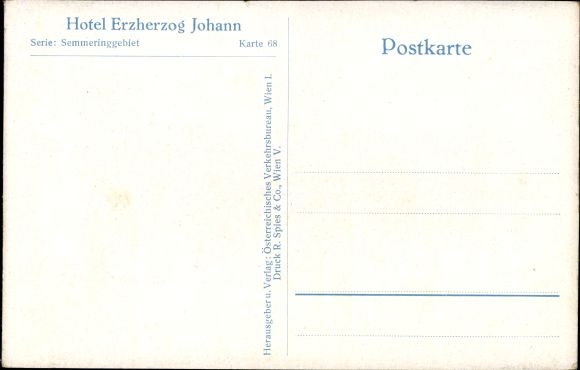 Hotel Erzherzog Johann
Serie: Semmeringgebiet Karte 68
Herausgeber u. Verlag: Österreichisches Verkehrsbureau, Wien I.
Druck R. Spies & Co., Wien V.
Postkarte